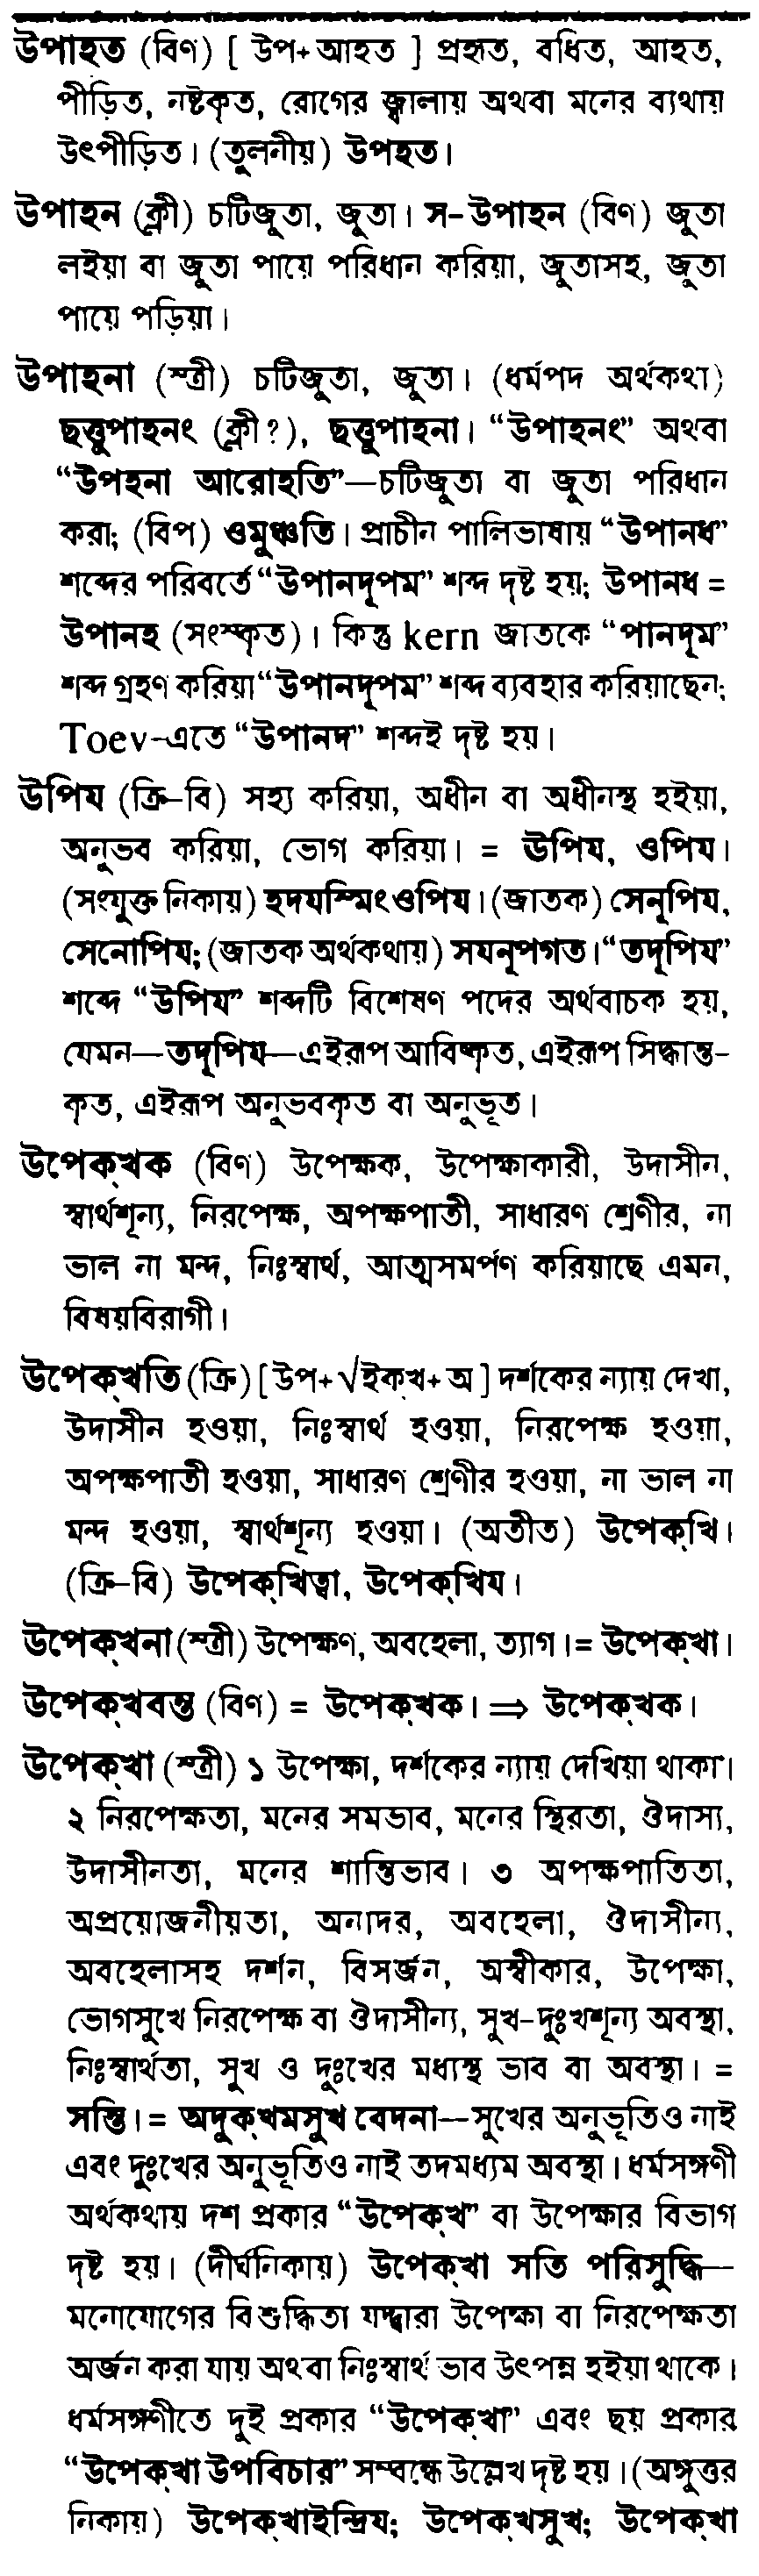 উপাহত (বিণ) [ উপ+আহত ] প্রহৃত, বধিত, আহত,
পীড়িত, নষ্টকৃত, রোগের জ্বালায় অথবা মনের ব্যথায়
উৎপীড়িত। (তুলনীয়) উপহত।
উপাহন (ক্লী) চটিজুতা, জুতা। স-উপাহন (বিণ) জুতা
লইয়া বা জুতা পায়ে পরিধান করিয়া, জুতাসহ, জুতা
পায়ে পড়িয়া।
উপাহনা (স্ত্রী) চটিজুতা, জুতা। (ধর্মপদ অর্থকথা)
ছত্তুপাহনং (ক্লী?), ছত্তুপাহনা। “উপাহনং” অথবা
“উপহনা আরোহতি”—চটিজুতা বা জুতা পরিধান
করা; (বিপ) ওমুঞ্চতি। প্রাচীন পালিভাষায় “উপানধ”
শব্দের পরিবর্তে “উপানদূপম” শব্দ দৃষ্ট হয়; উপানধ =
উপানহ (সংস্কৃত)। কিন্তু kern জাতকে “পানদূম”
শব্দ গ্রহণ করিয়া “উপানদূপম” শব্দ ব্যবহার করিয়াছেন;
Toev-এতে “উপানদ” শব্দই দৃষ্ট হয়।
উপিয (ক্রি-বি) সহ্য করিয়া, অধীন বা অধীনস্থ হইয়া,
অনুভব করিয়া, ভোগ করিয়া। = ঊপিয, ওপিয।
(সংযুক্ত নিকায়) হদযস্মিং ওপিয। (জাতক) সেনূপিয,
সেনোপিয; (জাতক অর্থকথায়) সযনূপগত। “তদূপিয”
শব্দে “উপিয” শব্দটি বিশেষণ পদের অর্থবাচক হয়,
যেমন—তদূপিয—এইরূপ আবিষ্কৃত, এইরূপ সিদ্ধান্ত-
কৃত, এইরূপ অনুভবকৃত বা অনুভূত।
উপেক্খক (বিণ) উপেক্ষক, উপেক্ষাকারী, উদাসীন,
স্বার্থশূন্য, নিরপেক্ষ, অপক্ষপাতী, সাধারণ শ্রেণীর, না
ভাল না মন্দ, নিঃস্বার্থ, আত্মসমর্পণ করিয়াছে এমন,
বিষয়বিরাগী।
উপেক্খতি (ক্রি) [ উপ+√ইক্খ+অ ] দর্শকের ন্যায় দেখা,
উদাসীন হওয়া, নিঃস্বার্থ হওয়া, নিরপেক্ষ হওয়া,
অপক্ষপাতী হওয়া, সাধারণ শ্রেণীর হওয়া, না ভাল না
মন্দ হওয়া, স্বার্থশূন্য হওয়া। (অতীত) উপেক্খি।
(ক্রি-বি) উপেক্খিত্বা, উপেক্খিয।
উপেক্খনা (স্ত্রী) উপেক্ষণ, অবহেলা, ত্যাগ। = উপেক্খা।
উপেক্খবন্ত (বিণ) = উপেক্খক। ⇒ উপেক্খক।
উপেক্খা (স্ত্রী) ১ উপেক্ষা, দর্শকের ন্যায় দেখিয়া থাকা।
২ নিরপেক্ষতা, মনের সমভাব, মনের স্থিরতা, ঔদাস্য,
উদাসীনতা, মনের শান্তিভাব। ৩ অপক্ষপাতিতা,
অপ্রয়োজনীয়তা, অনাদর, অবহেলা, ঔদাসীন্য,
অবহেলাসহ দর্শন, বিসর্জন, অস্বীকার, উপেক্ষা,
ভোগসুখে নিরপেক্ষ বা ঔদাসীন্য, সুখ-দুঃখশূন্য অবস্থা,
নিঃস্বার্থতা, সুখ ও দুঃখের মধ্যস্থ ভাব বা অবস্থা। =
সন্তি। = অদুক্খমসুখ বেদনা—সুখের অনুভূতিও নাই
এবং দুঃখের অনুভূতিও নাই তদমধ্যম অবস্থা। ধর্মসঙ্গণী
অর্থকথায় দশ প্রকার “উপেক্খ” বা উপেক্ষার বিভাগ
দৃষ্ট হয়। (দীর্ঘনিকায়) উপেক্খা সতি পরিসুদ্ধি—
মনোযোগের বিশুদ্ধিতা যদ্দ্বারা উপেক্ষা বা নিরপেক্ষতা
অর্জন করা যায় অথবা নিঃস্বার্থ ভাব উৎপন্ন হইয়া থাকে।
ধর্মসঙ্গণীতে দুই প্রকার “উপেক্খা” এবং ছয় প্রকার
“উপেক্খা উপবিচার” সম্বন্ধে উল্লেখ দৃষ্ট হয়। (অঙ্গুত্তর
নিকায়) উপেক্খাইন্দ্রিয; উপেক্খসুখ; উপেক্খা